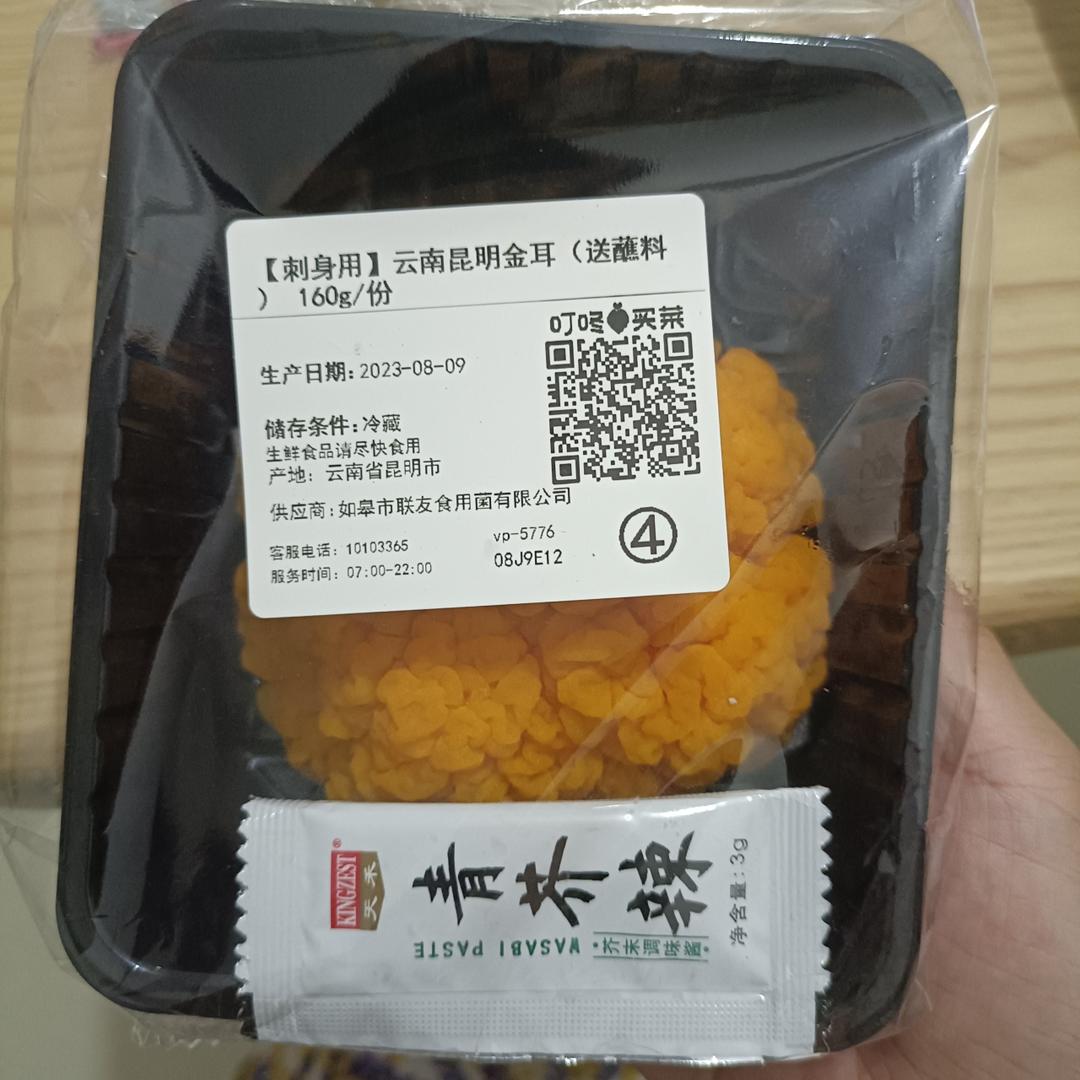 【刺身用】云南昆明金耳（送蘸料
） 160g/份
叮咚买菜
生产日期:2023-08-09
储存条件:冷藏
生鲜食品请尽快食用
产地: 云南省昆明市
供应商:如皋市联友食用菌有限公司
客服电话: 10103365
服务时间: 07:00-22:00
vp-5776
08J9E12
④
KINGZEST®
天禾
青芥辣
WASABI PASTE
·芥末调味酱·
净含量:3g